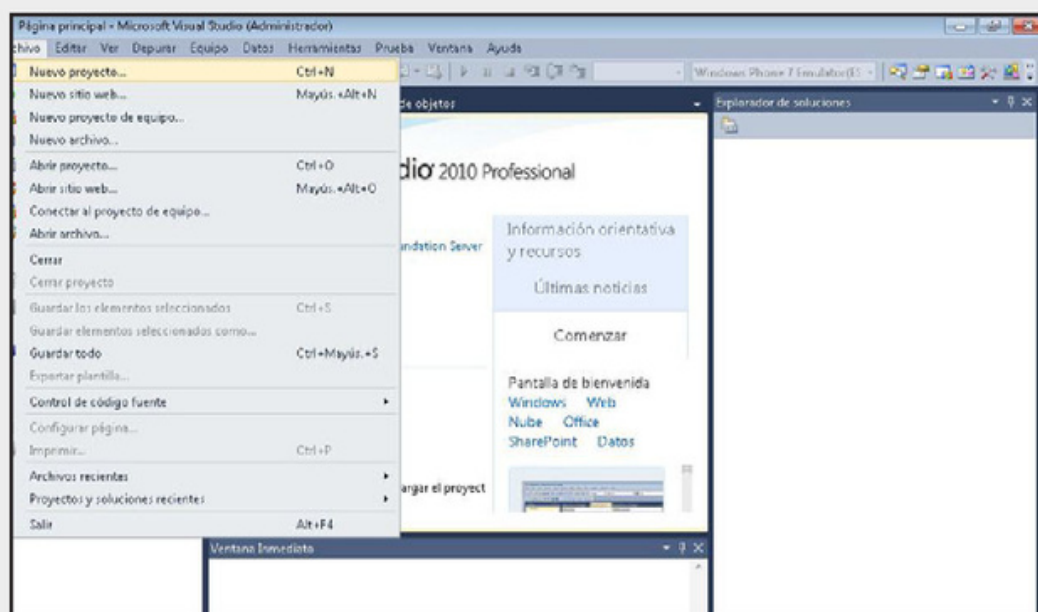 Página principal - Microsoft Visual Studio (Administrador)
chivo Editar Ver Depurar Equipo Datos Herramientas Prueba Ventana Ayuda
Windows Phone 7 Emulator(ES
Nuevo proyecto... Ctrl+N
Nuevo sitio web... Mayús.+Alt+N
Nuevo proyecto de equipo...
Nuevo archivo...
Abrir proyecto... Ctrl+O
Abrir sitio web... Mayús.+Alt+O
Conectar al proyecto de equipo...
Abrir archivo...
Cerrar
Cerrar proyecto
Guardar los elementos seleccionados Ctrl+S
Guardar elementos seleccionados como...
Guardar todo Ctrl+Mayús.+S
Exportar plantilla...
Control de código fuente
Configurar página...
Imprimir... Ctrl+P
Archivos recientes
Proyectos y soluciones recientes
Salir Alt+F4
de objetos
dio 2010 Professional
undation Server
Información orientativa
y recursos
Últimas noticias
Comenzar
Pantalla de bienvenida
Windows Web
Nube Office
SharePoint Datos
argar el proyect
Explorador de soluciones
Ventana Inmediato